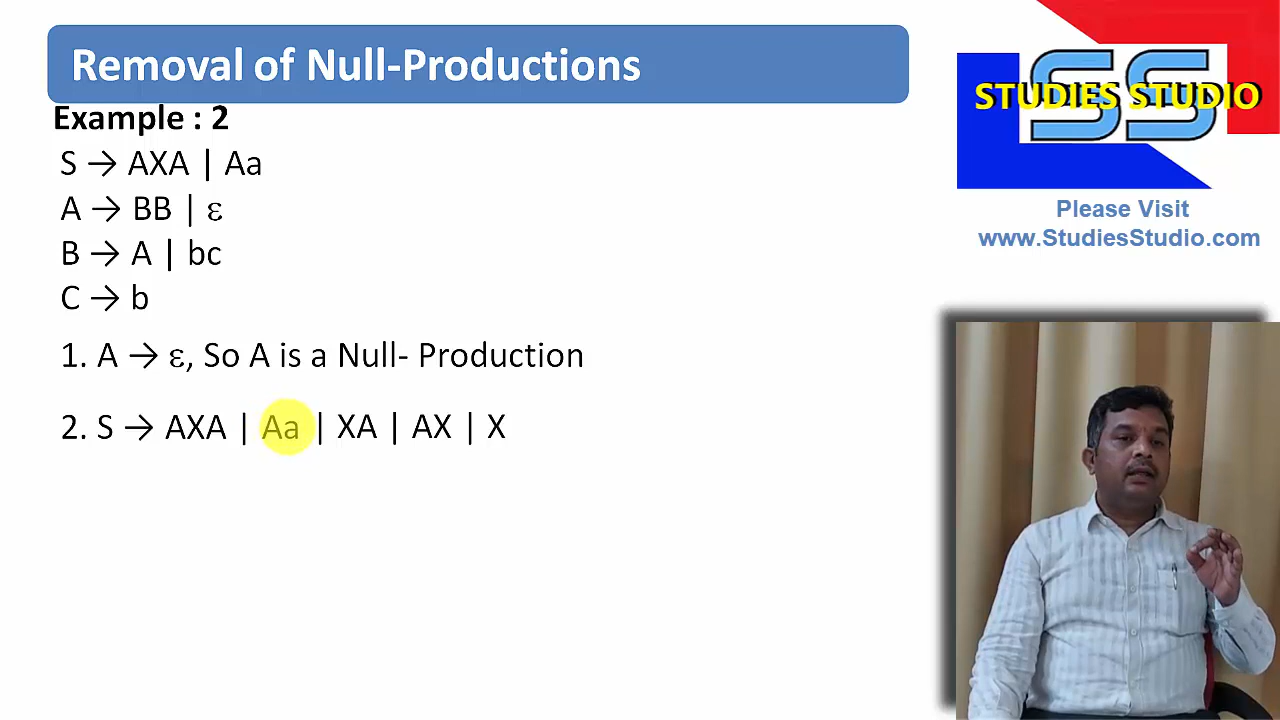 Removal of Null-Productions
Example : 2
S → AXA | Aa
A → BB | ε
B → A | bc
C → b
1. A → ε, So A is a Null- Production
2. S → AXA | Aa | XA | AX | X
SS
STUDIES STUDIO
Please Visit
www.StudiesStudio.com